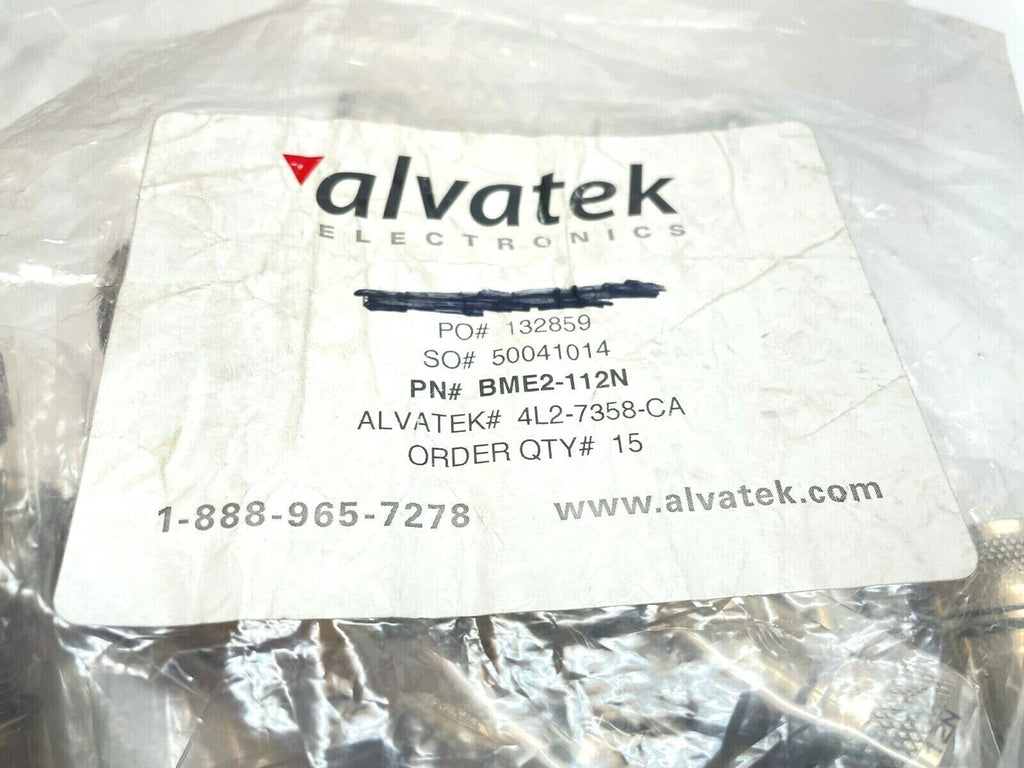 alvatek
ELECTRONICS
PO# 132859
SO# 50041014
PN# BME2-112N
ALVATEK# 4L2-7358-CA
ORDER QTY# 15
1-888-965-7278 www.alvatek.com